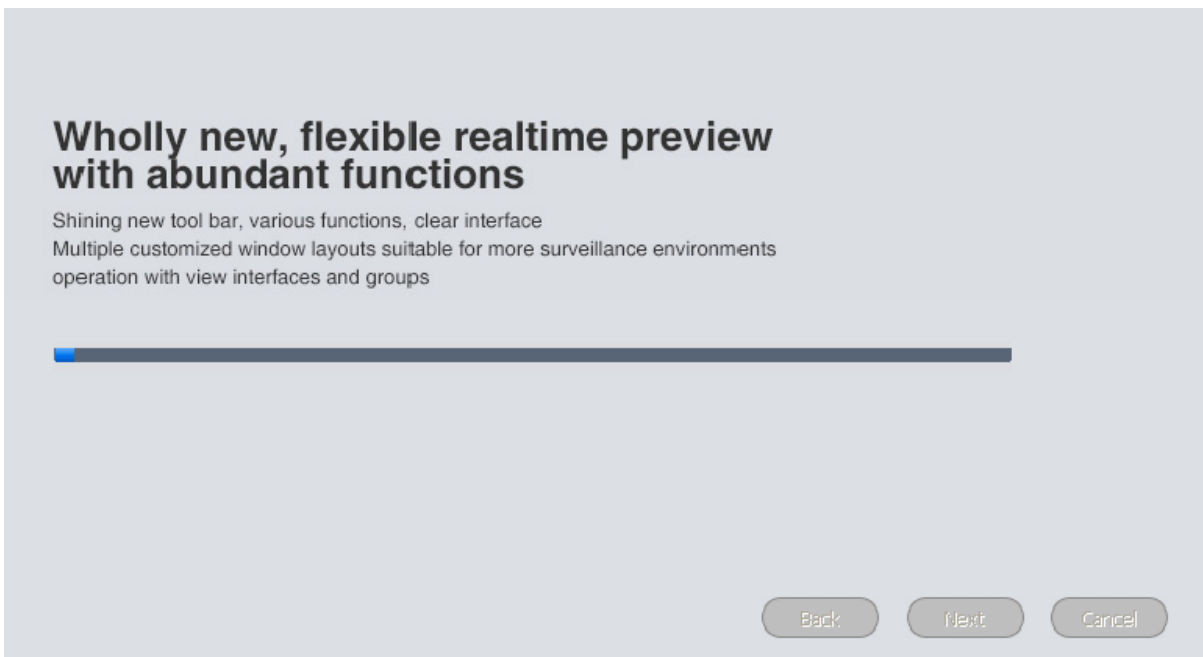 Wholly new, flexible realtime preview
with abundant functions
Shining new tool bar, various functions, clear interface
Multiple customized window layouts suitable for more surveillance environments
operation with view interfaces and groups
Back
Next
Cancel